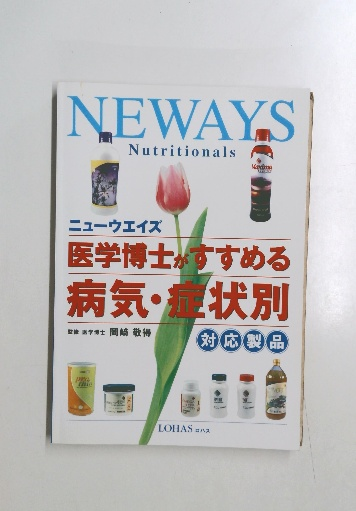 NEWAYS
Nutritionals
ニューウエイズ
医学博士がすすめる
病気・症状別
監修 医学博士 岡﨑 敬得
対応製品
LOHAS ロハス